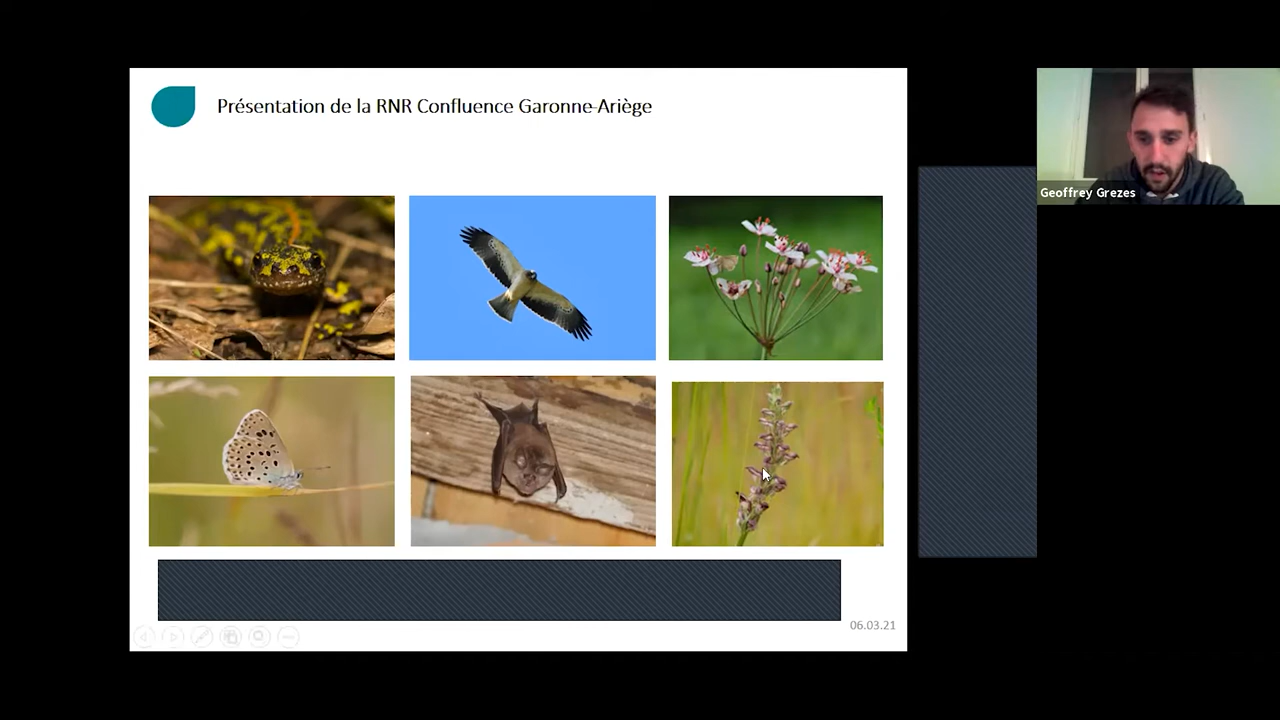 Présentation de la RNR Confluence Garonne-Ariège
Geoffrey Grezes
06.03.21